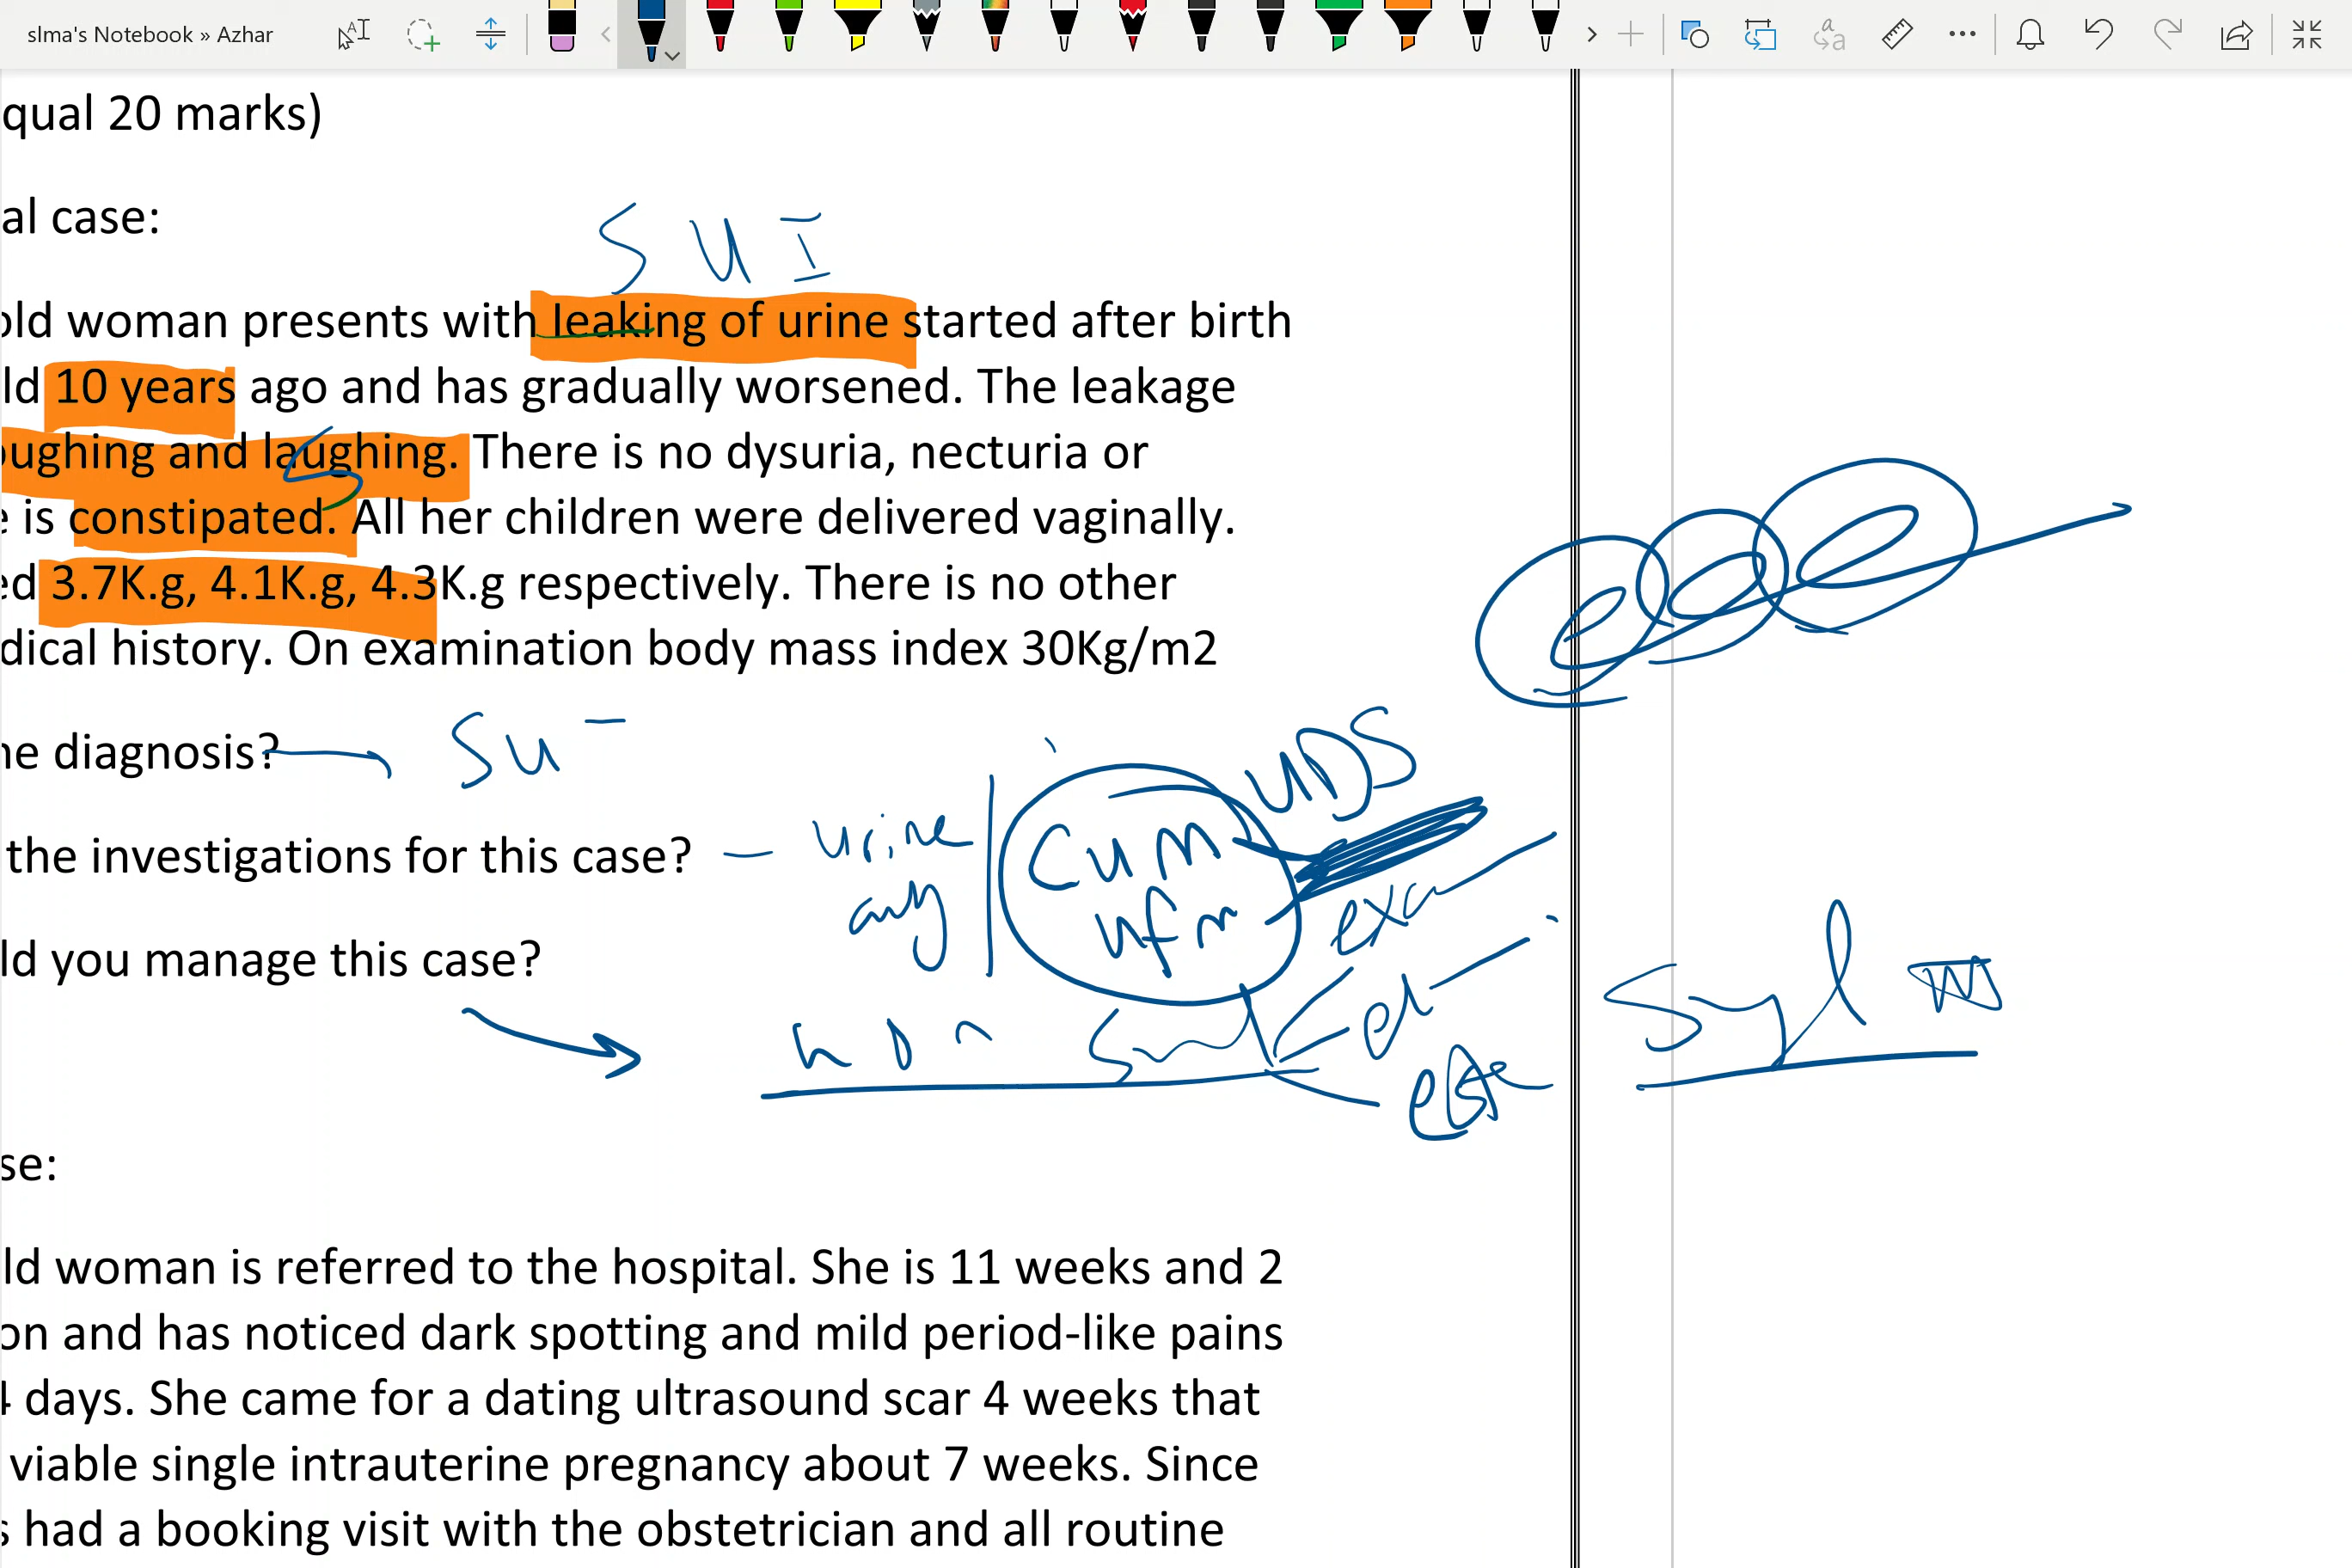 slma's Notebook » Azhar
qual 20 marks)
al case:
SUI
old woman presents with leaking of urine started after birth
ld 10 years ago and has gradually worsened. The leakage
oughing and laughing. There is no dysuria, necturia or
e is constipated. All her children were delivered vaginally.
ed 3.7K.g, 4.1K.g, 4.3K.g respectively. There is no other
dical history. On examination body mass index 30Kg/m2
ne diagnosis?
UDS
the investigations for this case? urine
ld you manage this case?
se:
ld woman is referred to the hospital. She is 11 weeks and 2
on and has noticed dark spotting and mild period-like pains
4 days. She came for a dating ultrasound scar 4 weeks that
viable single intrauterine pregnancy about 7 weeks. Since
s had a booking visit with the obstetrician and all routine